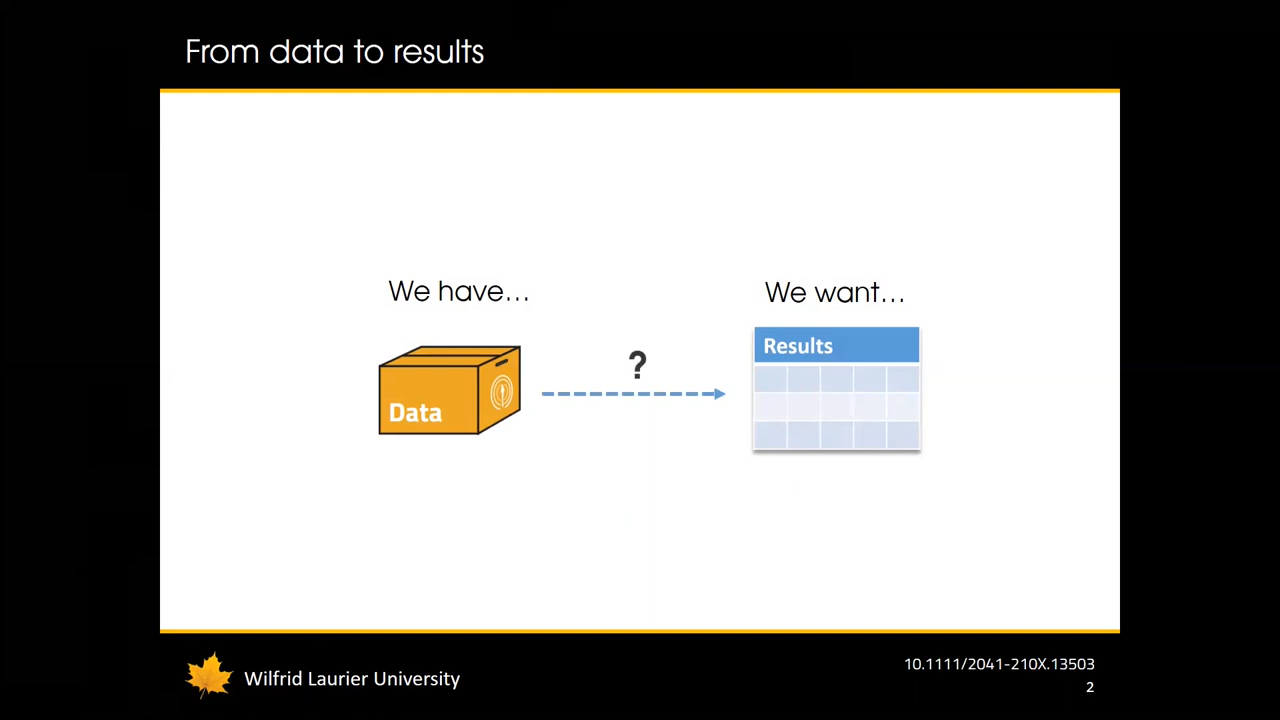 From data to results
We have...
We want...
?
Results
Data
Wilfrid Laurier University
10.1111/2041-210X.13503
2